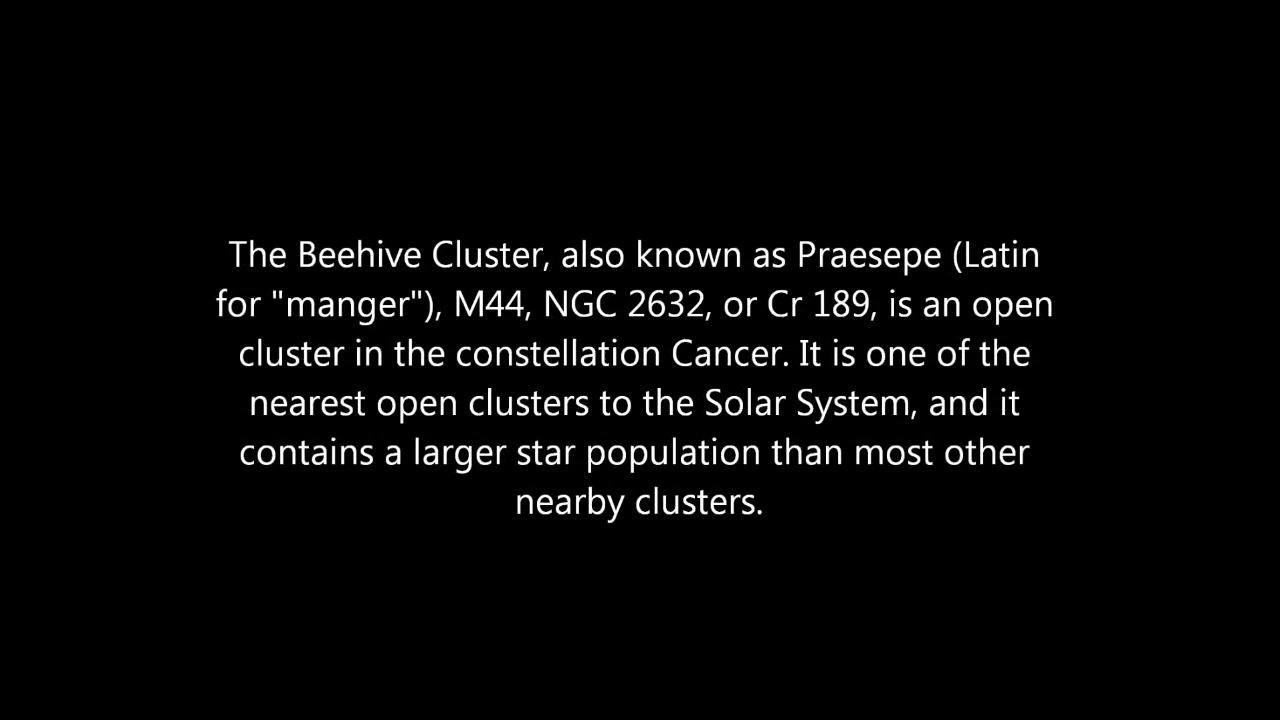 The Beehive Cluster, also known as Praesepe (Latin
for "manger"), M44, NGC 2632, or Cr 189, is an open
cluster in the constellation Cancer. It is one of the
nearest open clusters to the Solar System, and it
contains a larger star population than most other
nearby clusters.